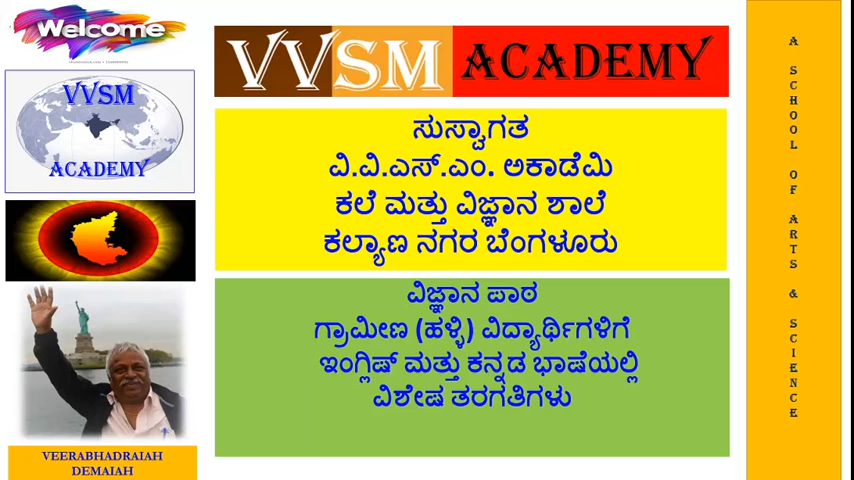 Welcome
VVSM
ACADEMY
VEERABHADRAIAH
DEMAIAH
VVSM ACADEMY
ಸುಸ್ವಾಗತ
ವಿ.ವಿ.ಎಸ್.ಎಂ. ಅಕಾಡೆಮಿ
ಕಲೆ ಮತ್ತು ವಿಜ್ಞಾನ ಶಾಲೆ
ಕಲ್ಯಾಣ ನಗರ ಬೆಂಗಳೂರು
ವಿಜ್ಞಾನ ಪಾಠ
ಗ್ರಾಮೀಣ (ಹಳ್ಳಿ) ವಿದ್ಯಾರ್ಥಿಗಳಿಗೆ
ಇಂಗ್ಲಿಷ್ ಮತ್ತು ಕನ್ನಡ ಭಾಷೆಯಲ್ಲಿ
ವಿಶೇಷ ತರಗತಿಗಳು
A SCHOOL OF ARTS & SCIENCE